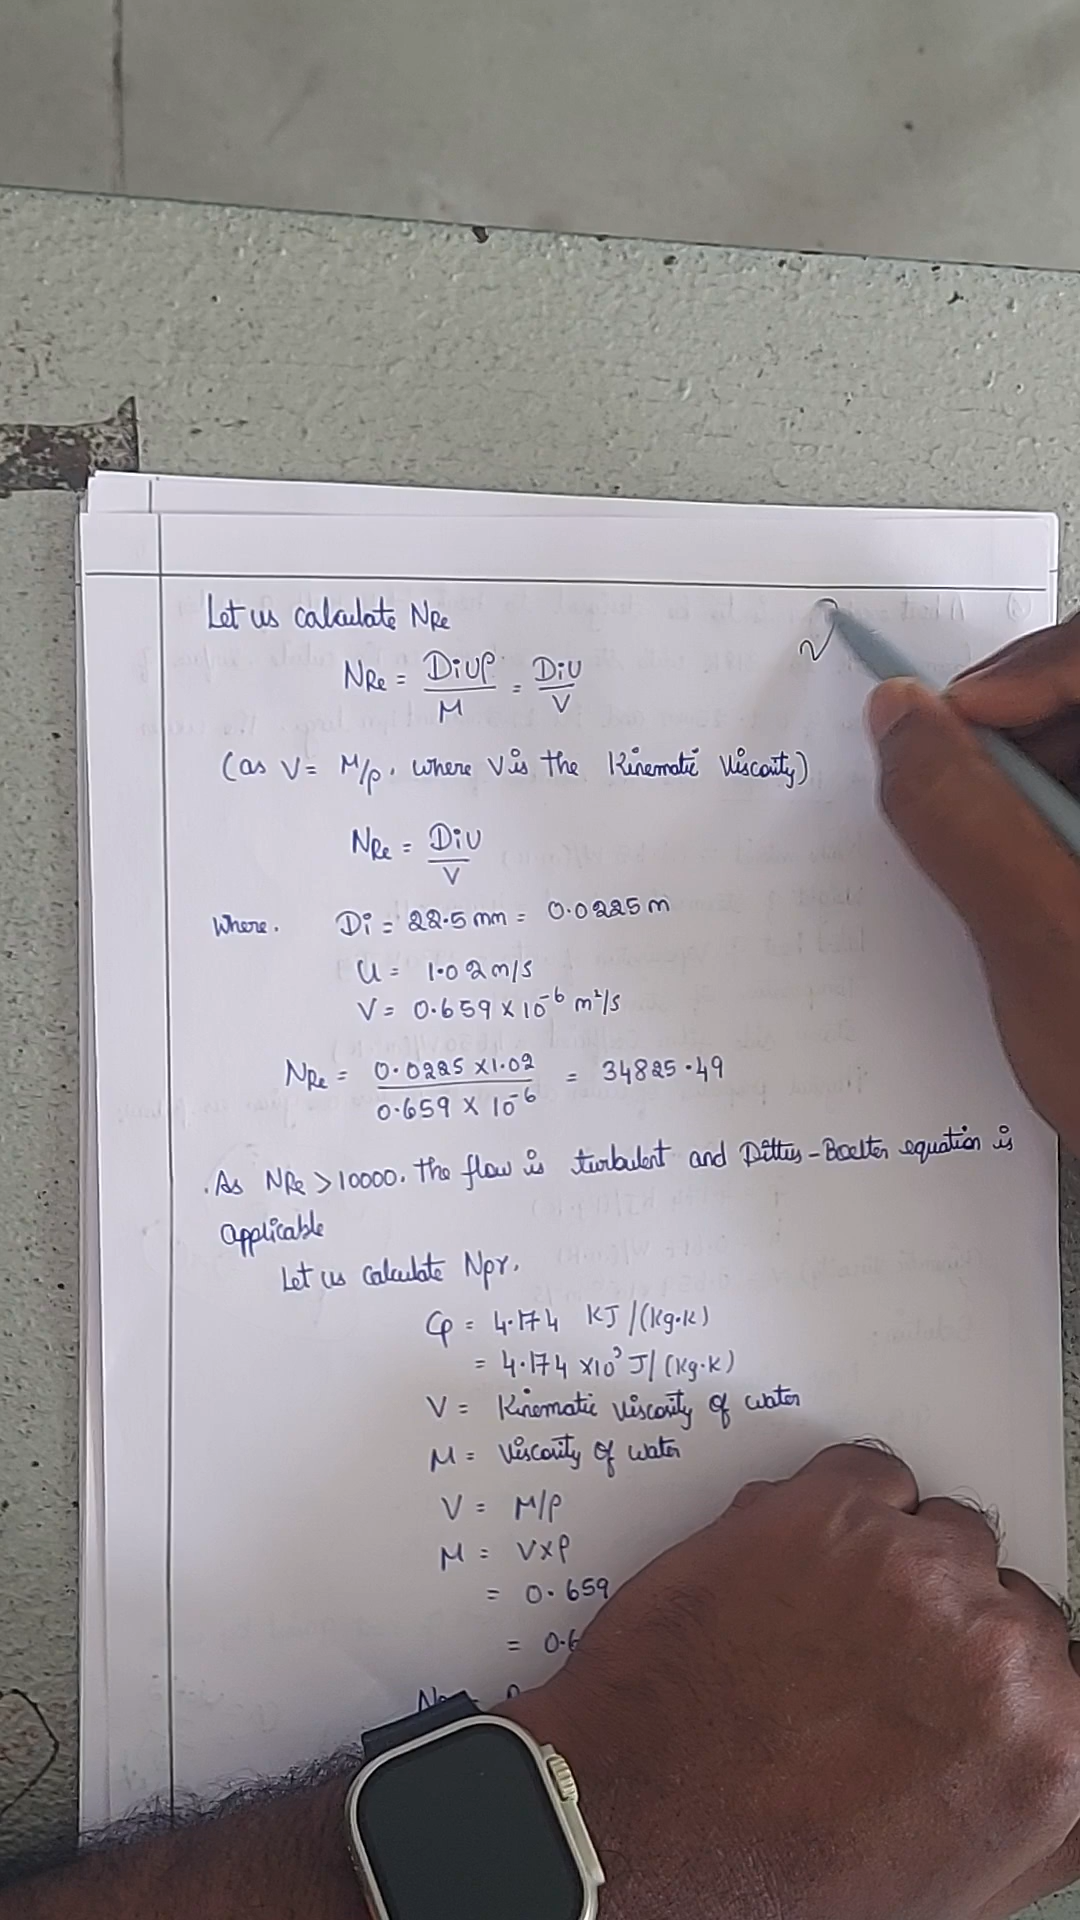 Let us calculate NRe
NRe = DiUρ/M = DiU/V
(as V = M/ρ, where V is the Kinematic Viscosity)
NRe = DiU/V
Where. Di = 22.5 mm = 0.0225 m
U = 1.02 m/s
V = 0.659 × 10⁻⁶ m²/s
NRe = 0.0225 × 1.02 / 0.659 × 10⁻⁶ = 34825.49
As NRe > 10000. The flow is turbulent and Dittus-Boelter equation is
applicable
Let us calculate Npr.
Cp = 4.174 KJ/(Kg.K)
= 4.174 × 10³ J/(Kg.K)
V = Kinematic viscosity of water
M = Viscosity of water
V = M/ρ
M = V×ρ
= 0.659
= 0.6